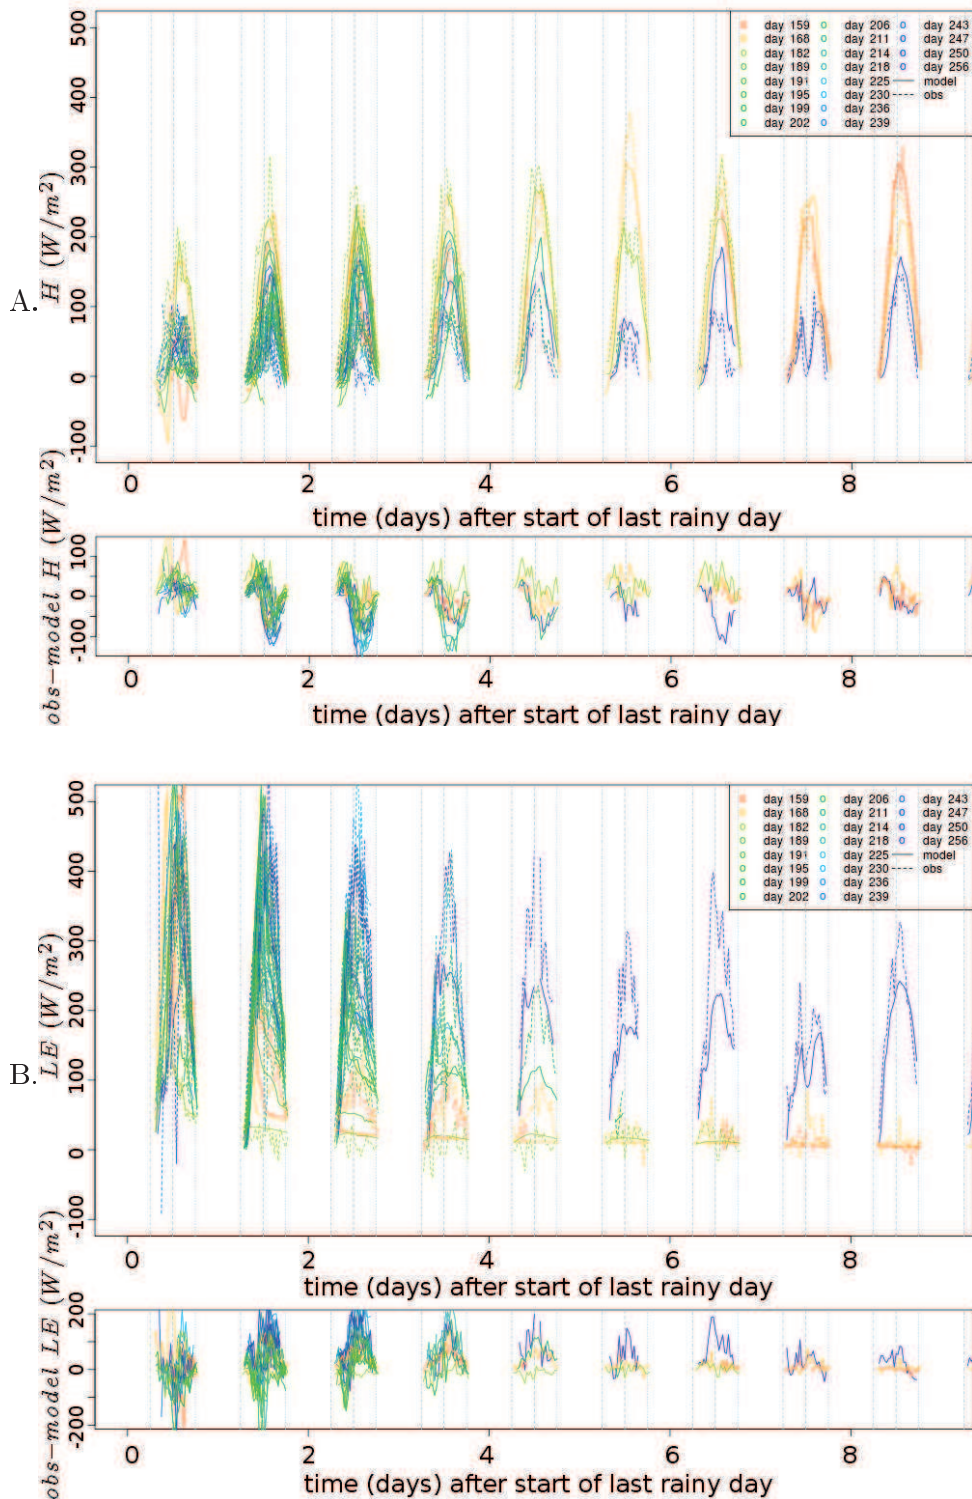 A.
H (W/m²)
500
400
300
200
100
0
-100
day 159 day 206 day 243
day 168 day 211 day 247
day 182 day 214 day 250
day 189 day 218 day 256
day 191 day 225 model
day 195 day 230 obs
day 199 day 236
day 202 day 239
0 2 4 6 8
time (days) after start of last rainy day
obs−model H (W/m²)
100
0
-100
0 2 4 6 8
time (days) after start of last rainy day
B.
LE (W/m²)
500
400
300
200
100
0
-100
day 159 day 206 day 243
day 168 day 211 day 247
day 182 day 214 day 250
day 189 day 218 day 256
day 191 day 225 model
day 195 day 230 obs
day 199 day 236
day 202 day 239
0 2 4 6 8
time (days) after start of last rainy day
obs−model LE (W/m²)
200
0
-200
0 2 4 6 8
time (days) after start of last rainy day